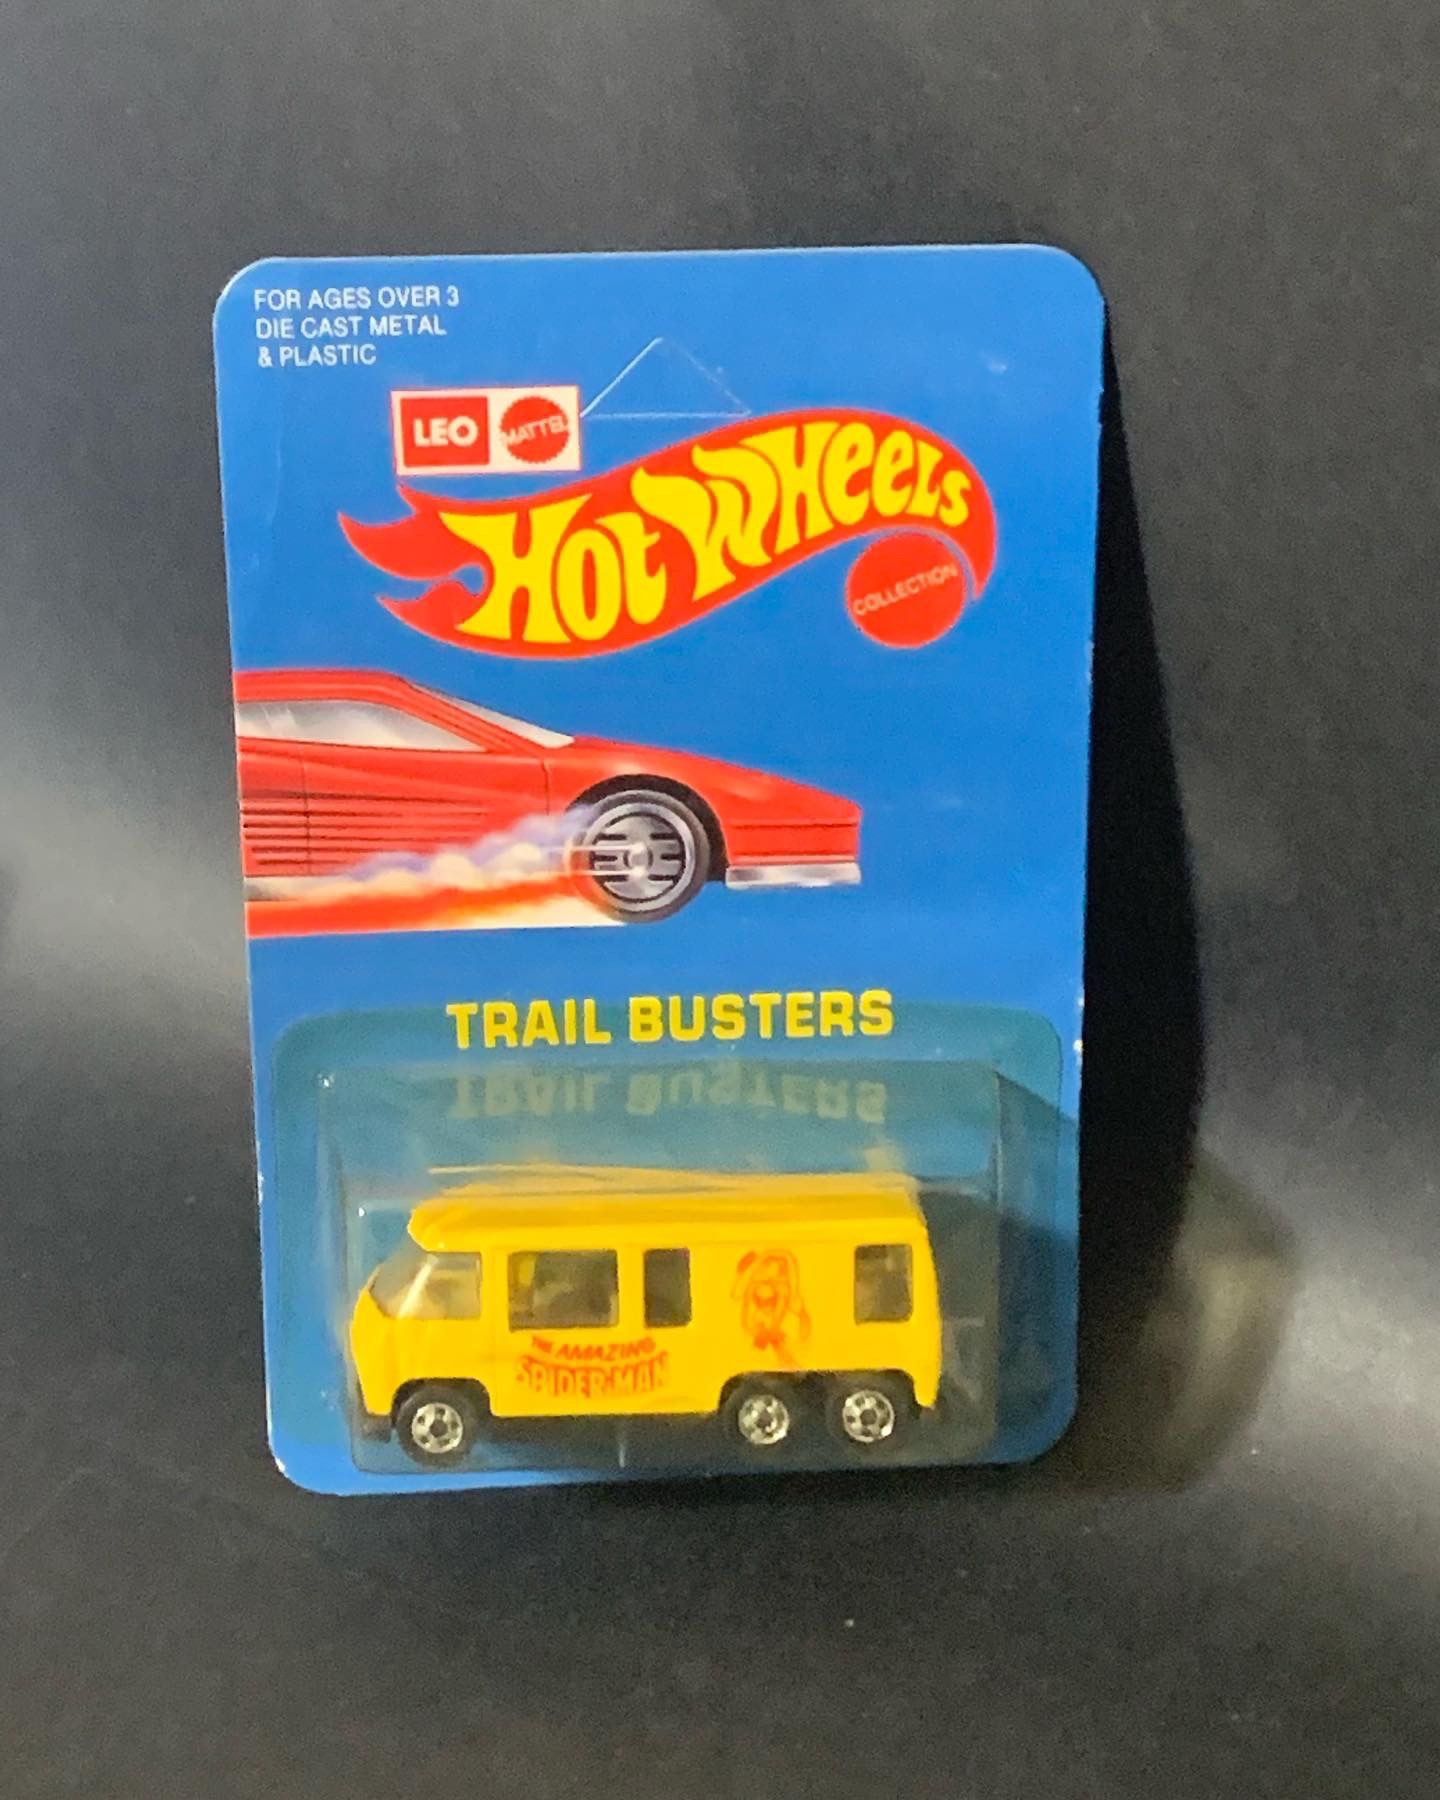 FOR AGES OVER 3
DIE CAST METAL
& PLASTIC
LEO
MATTEL
HOT WHEELS
COLLECTION
TRAIL BUSTERS
THE AMAZING
SPIDER-MAN